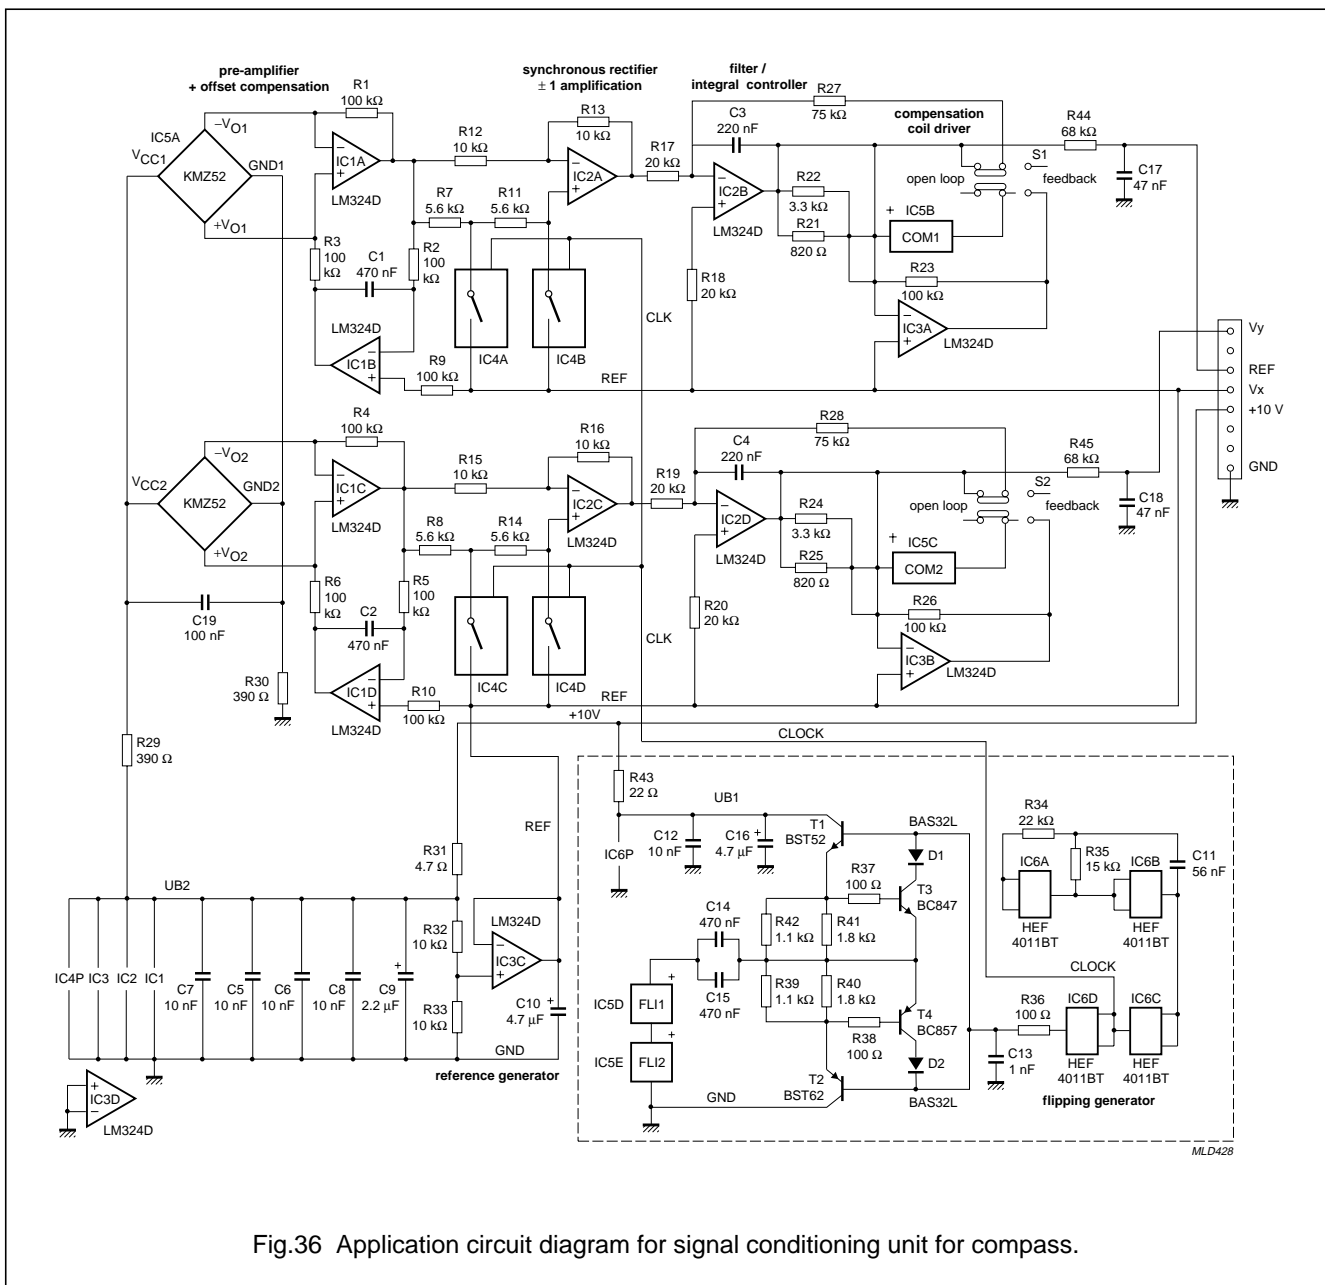 pre-amplifier
+ offset compensation
synchronous rectifier
± 1 amplification
filter /
integral controller
compensation
coil driver
R1
100 kΩ
IC5A
−VO1
VCC1
GND1
KMZ52
+VO1
IC1A
LM324D
R12
10 kΩ
R13
10 kΩ
IC2A
R7
5.6 kΩ
R11
5.6 kΩ
R17
20 kΩ
C3
220 nF
R27
75 kΩ
R44
68 kΩ
C17
47 nF
IC2B
LM324D
R22
3.3 kΩ
R21
820 Ω
open loop
S1
feedback
+
IC5B
COM1
R3
100
kΩ
C1
470 nF
R2
100
kΩ
R18
20 kΩ
R23
100 kΩ
IC3A
LM324D
LM324D
IC1B
R9
100 kΩ
IC4A
IC4B
CLK
REF
Vy
REF
Vx
+10 V
GND
R4
100 kΩ
−VO2
VCC2
GND2
KMZ52
+VO2
IC1C
LM324D
R15
10 kΩ
R16
10 kΩ
IC2C
LM324D
R8
5.6 kΩ
R14
5.6 kΩ
R19
20 kΩ
C4
220 nF
R28
75 kΩ
R45
68 kΩ
C18
47 nF
IC2D
LM324D
R24
3.3 kΩ
R25
820 Ω
open loop
S2
feedback
+
IC5C
COM2
R6
100
kΩ
C2
470 nF
R5
100
kΩ
C19
100 nF
R20
20 kΩ
R26
100 kΩ
IC3B
LM324D
CLK
R30
390 Ω
IC1D
LM324D
R10
100 kΩ
IC4C
IC4D
REF
+10V
CLOCK
R29
390 Ω
R43
22 Ω
UB1
REF
R31
4.7 Ω
IC6P
C12
10 nF
C16
4.7 μF
+
T1
BST52
BAS32L
D1
R34
22 kΩ
R35
15 kΩ
IC6A
HEF
4011BT
IC6B
HEF
4011BT
C11
56 nF
UB2
R37
100 Ω
T3
BC847
IC4P
IC3
IC2
IC1
C7
10 nF
C5
10 nF
C6
10 nF
C8
10 nF
C9
2.2 μF
+
R32
10 kΩ
R33
10 kΩ
LM324D
IC3C
C10
4.7 μF
+
GND
reference generator
C14
470 nF
C15
470 nF
R42
1.1 kΩ
R41
1.8 kΩ
R39
1.1 kΩ
R40
1.8 kΩ
IC5D
FLI1
+
IC5E
FLI2
+
R38
100 Ω
T4
BC857
D2
T2
BST62
BAS32L
GND
C13
1 nF
R36
100 Ω
CLOCK
IC6D
HEF
4011BT
IC6C
HEF
4011BT
flipping generator
IC3D
LM324D
MLD428
Fig.36 Application circuit diagram for signal conditioning unit for compass.